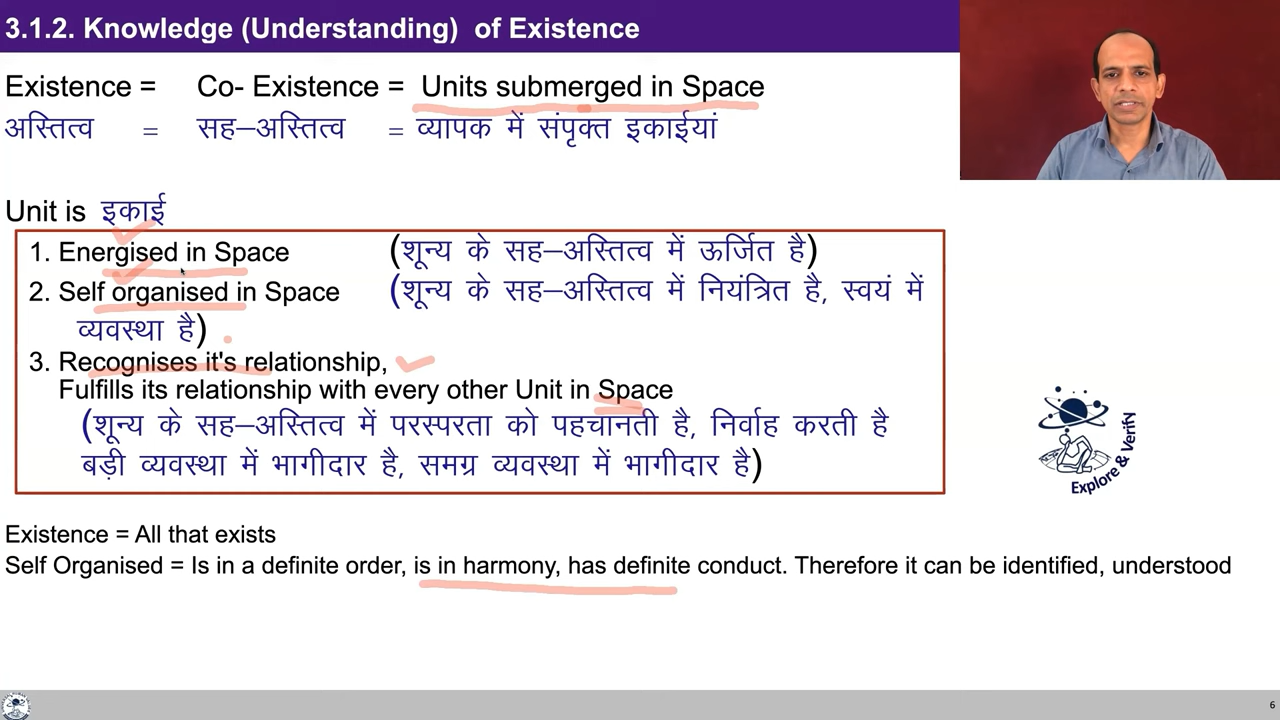 3.1.2. Knowledge (Understanding) of Existence
Existence = Co- Existence = Units submerged in Space
अस्तित्व = सह–अस्तित्व = व्यापक में संपृक्त इकाईयां
Unit is इकाई
1. Energised in Space (शून्य के सह–अस्तित्व में ऊर्जित है)
2. Self organised in Space (शून्य के सह–अस्तित्व में नियंत्रित है, स्वयं में
व्यवस्था है)
3. Recognises it's relationship,
Fulfills its relationship with every other Unit in Space
(शून्य के सह–अस्तित्व में परस्परता को पहचानती है, निर्वाह करती है
बड़ी व्यवस्था में भागीदार है, समग्र व्यवस्था में भागीदार है)
Explore & Verify
Existence = All that exists
Self Organised = Is in a definite order, is in harmony, has definite conduct. Therefore it can be identified, understood
6